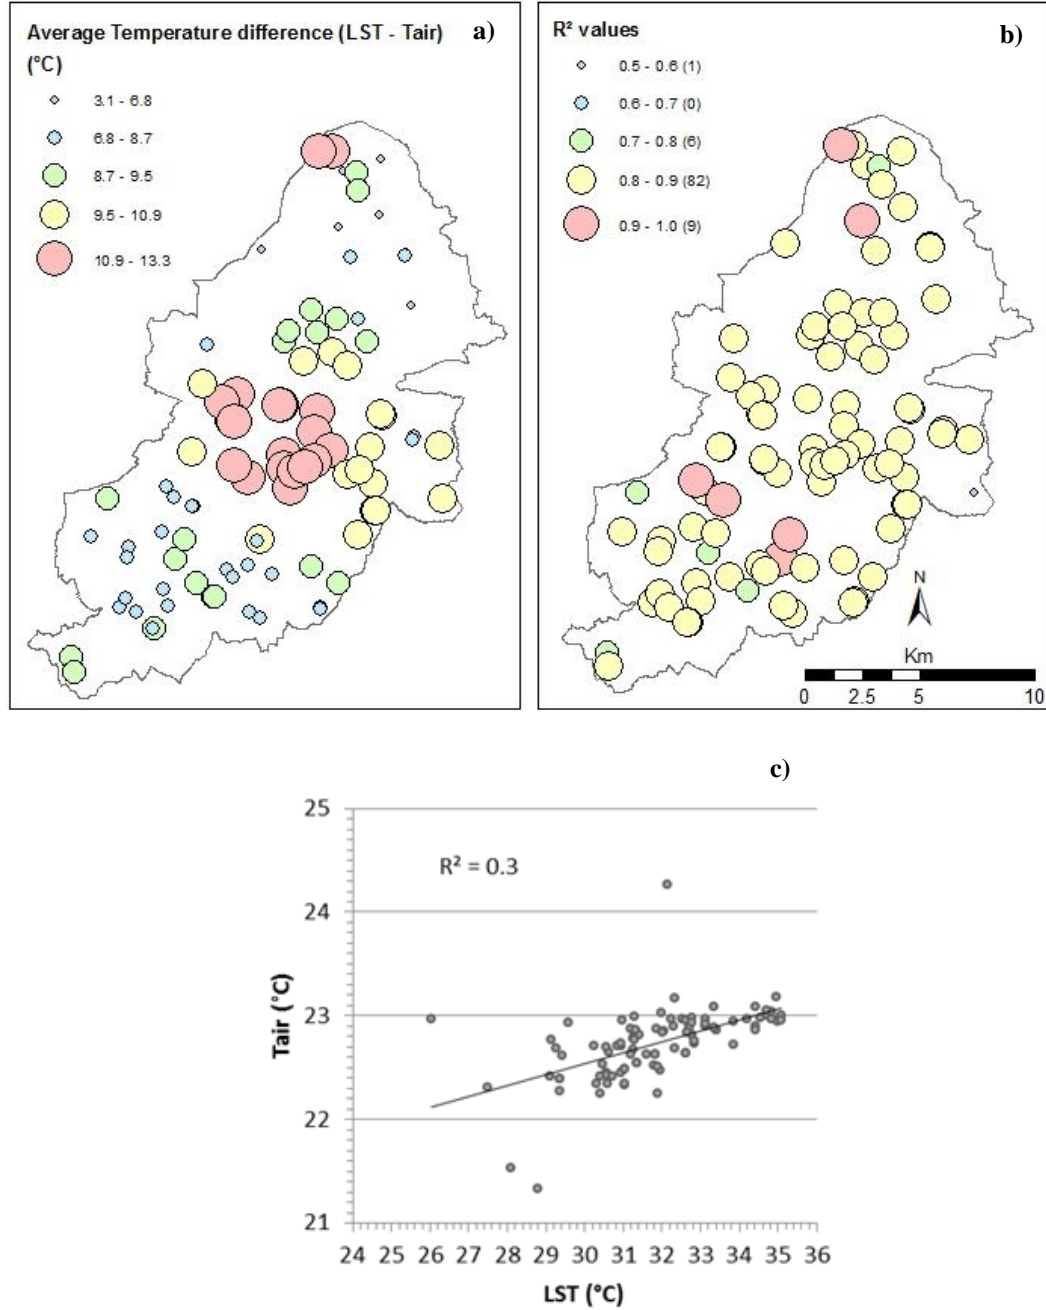 Average Temperature difference (LST - Tair) a)
(°C)
3.1 - 6.8
6.8 - 8.7
8.7 - 9.5
9.5 - 10.9
10.9 - 13.3
R² values b)
0.5 - 0.6 (1)
0.6 - 0.7 (0)
0.7 - 0.8 (6)
0.8 - 0.9 (82)
0.9 - 1.0 (9)
N
Km
0 2.5 5 10
c)
25
24
23
22
21
R² = 0.3
Tair (°C)
24 25 26 27 28 29 30 31 32 33 34 35 36
LST (°C)